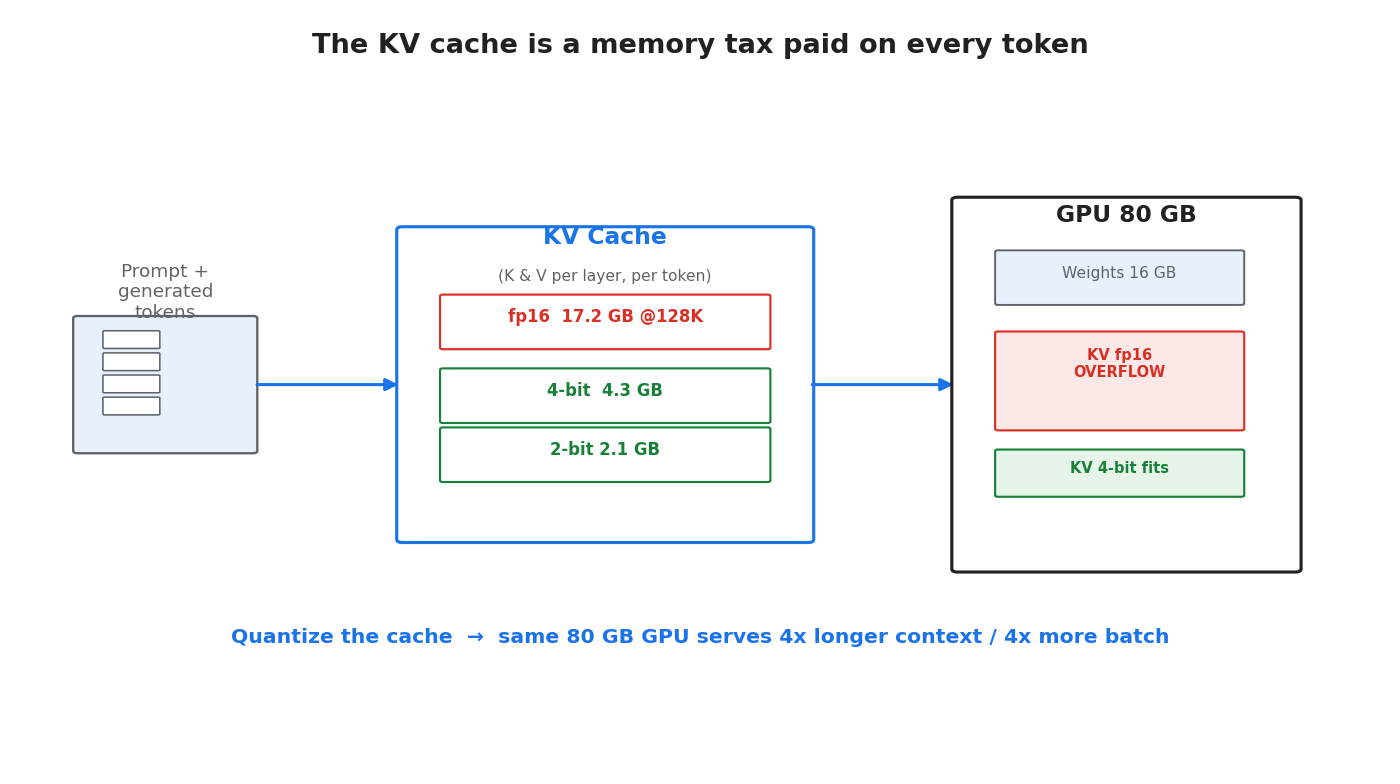 The KV cache is a memory tax paid on every token
Prompt +
generated
tokens
KV Cache
(K & V per layer, per token)
fp16  17.2 GB @128K
4-bit  4.3 GB
2-bit 2.1 GB
GPU 80 GB
Weights 16 GB
KV fp16
OVERFLOW
KV 4-bit fits
Quantize the cache  →  same 80 GB GPU serves 4x longer context / 4x more batch